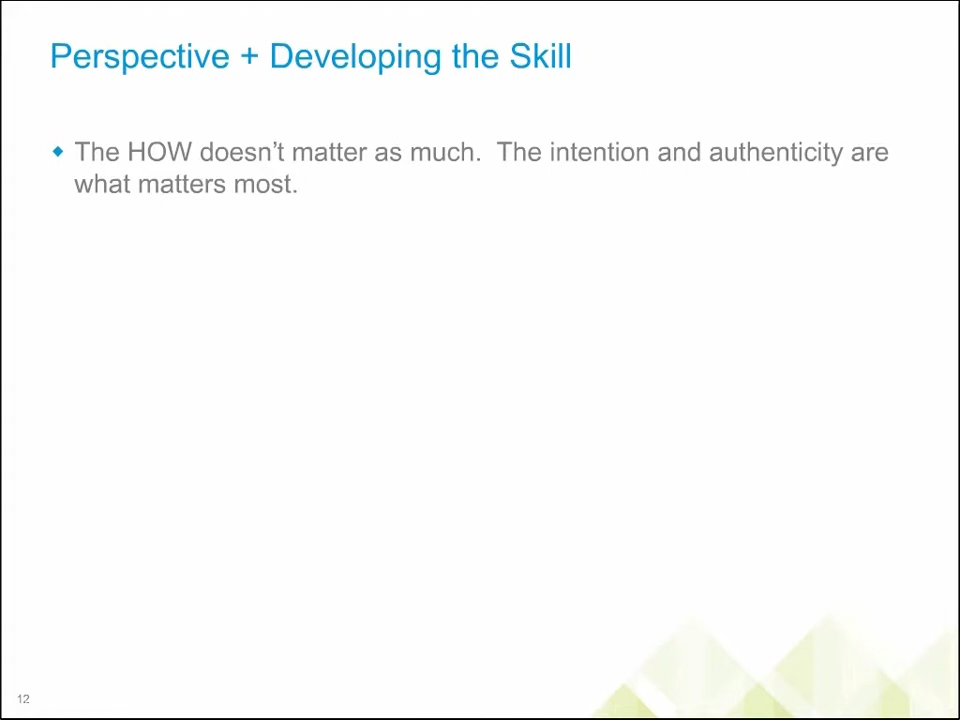 Perspective + Developing the Skill
The HOW doesn’t matter as much.  The intention and authenticity are
what matters most.
12